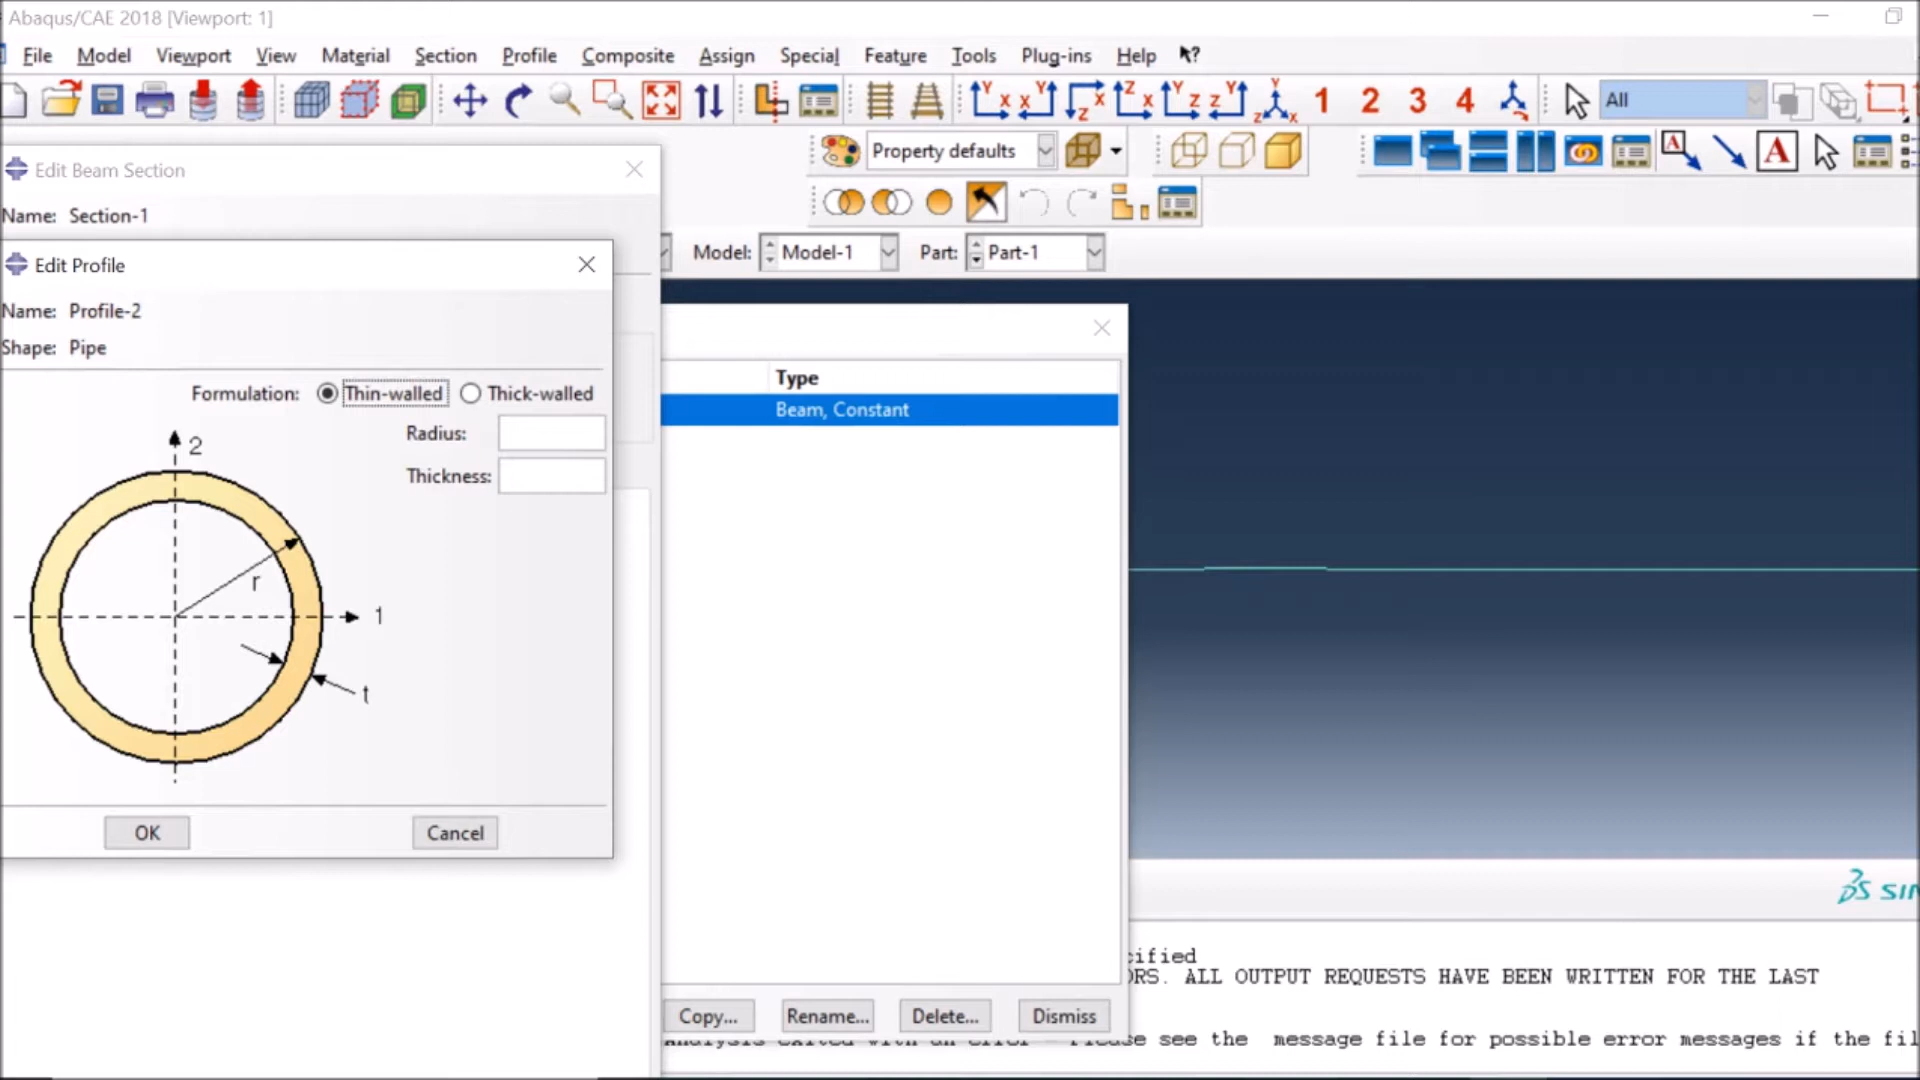 Abaqus/CAE 2018 [Viewport: 1]
File Model Viewport View Material Section Profile Composite Assign Special Feature Tools Plug-ins Help
1 2 3 4 All
Property defaults
Edit Beam Section
Name: Section-1
Model: Model-1 Part: Part-1
Edit Profile
Name: Profile-2
Shape: Pipe
Formulation: Thin-walled Thick-walled
Radius:
Thickness:
2
r
1
t
OK Cancel
Type
Beam, Constant
Copy... Rename... Delete... Dismiss
cified
ORS. ALL OUTPUT REQUESTS HAVE BEEN WRITTEN FOR THE LAST
see the message file for possible error messages if the fil